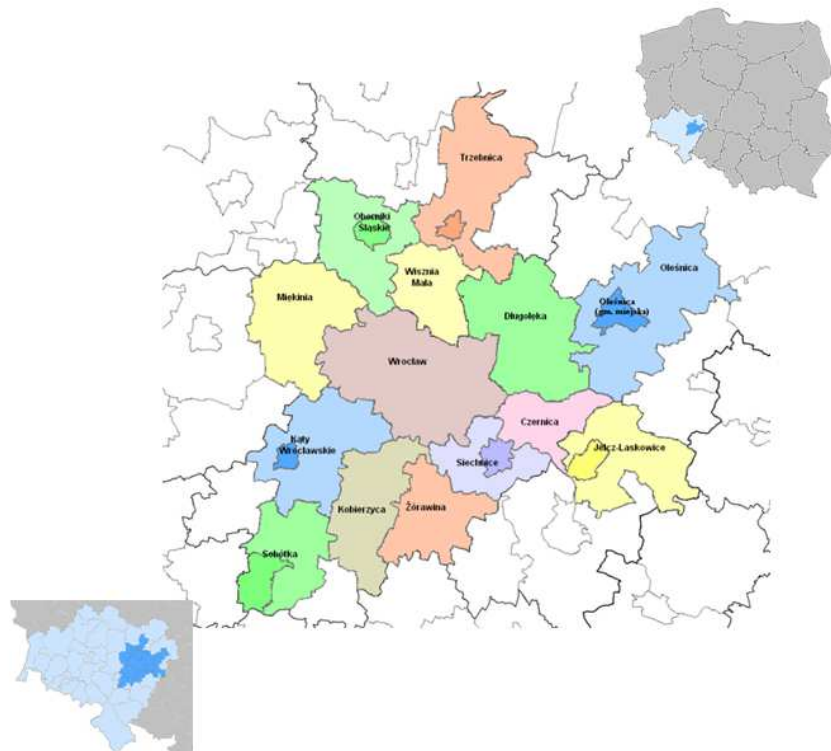 Trzebnica
Oborniki
Śląskie
Wisznia
Mała
Oleśnica
Miękinia
Oleśnica
(gm. miejska)
Długołęka
Wrocław
Czernica
Kąty
Wrocławskie
Siechnice
Jelcz-Laskowice
Kobierzyca
Żórawina
Sobótka